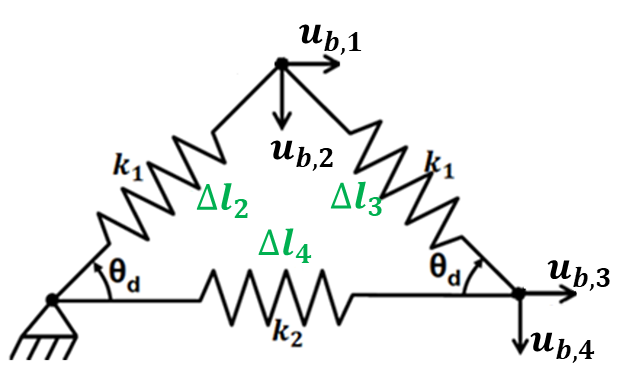 u_{b,1}
u_{b,2}
k_1
k_1
Δl_2
Δl_3
Δl_4
θ_d
θ_d
u_{b,3}
k_2
u_{b,4}